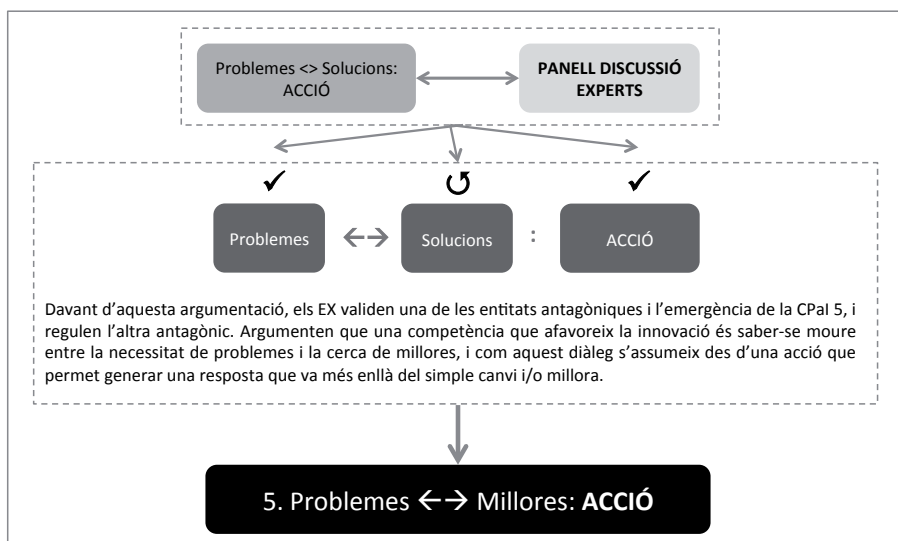 Problemes <> Solucions:
ACCIÓ
PANELL DISCUSSIÓ
EXPERTS
Problemes
Solucions
:
ACCIÓ
Davant d’aquesta argumentació, els EX validen una de les entitats antagòniques i l’emergència de la CPaI 5, i
regulen l’altra antagònic. Argumenten que una competència que afavoreix la innovació és saber-se moure
entre la necessitat de problemes i la cerca de millores, i com aquest diàleg s’assumeix des d’una acció que
permet generar una resposta que va més enllà del simple canvi i/o millora.
5. Problemes ←→ Millores: ACCIÓ